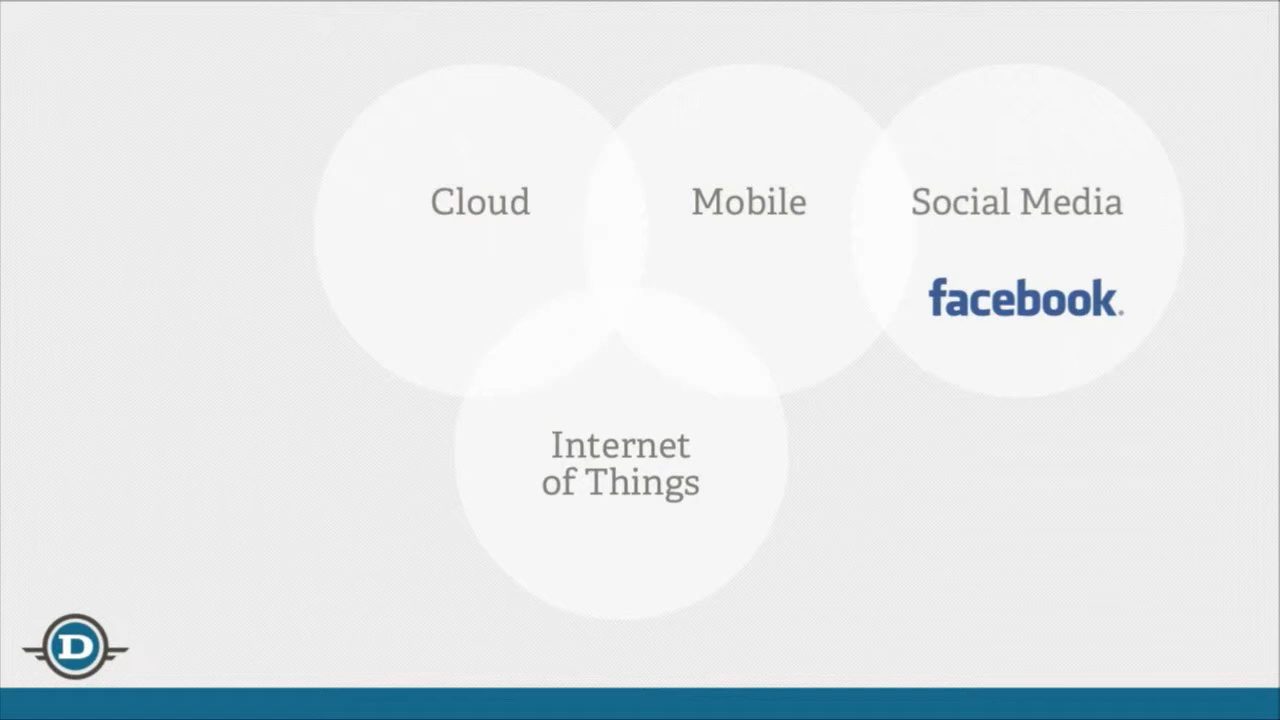 Cloud
Mobile
Social Media
facebook.
Internet
of Things
D